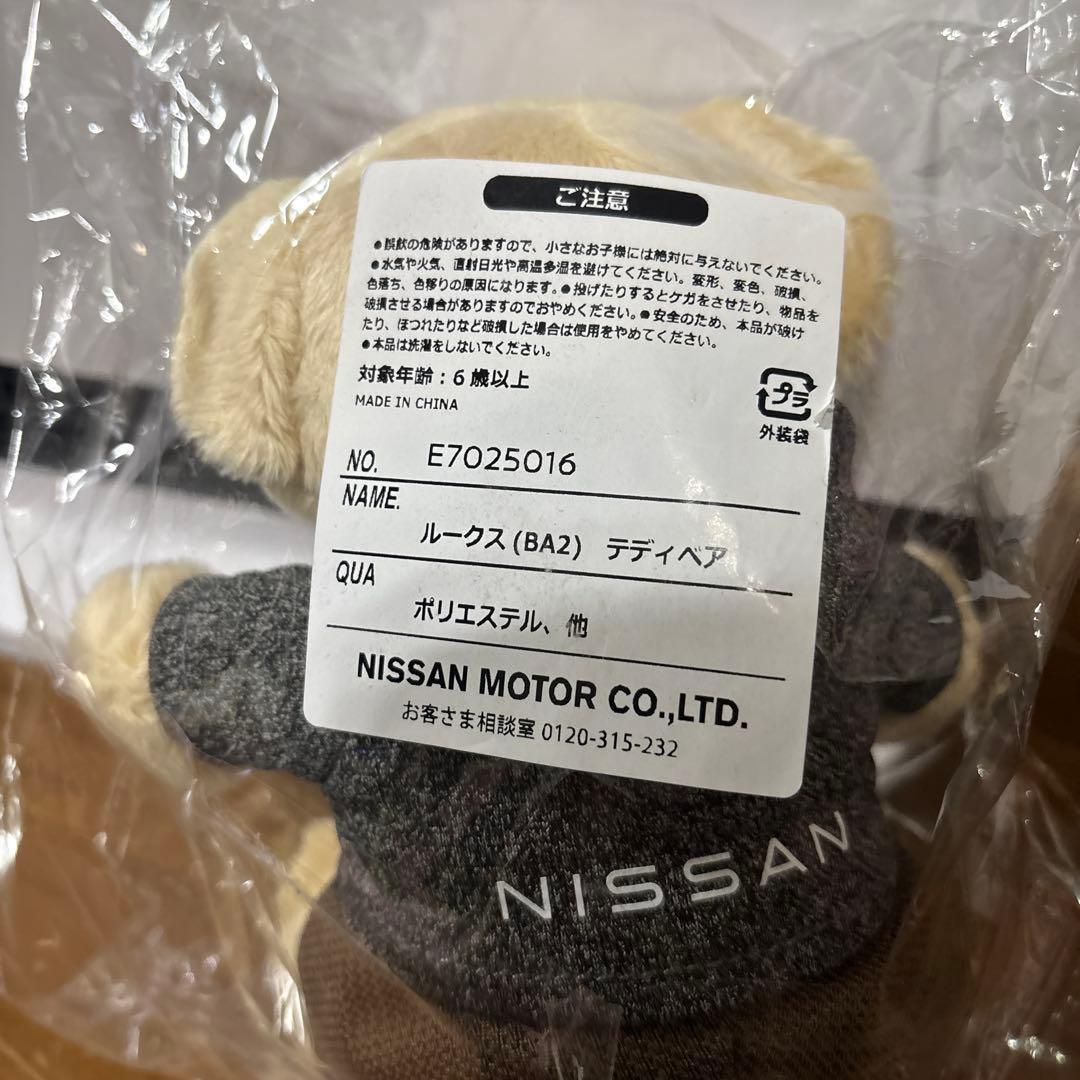 ご注意
●誤飲の危険がありますので、小さなお子様には絶対に与えないでください。
●水気や火気、直射日光や高温多湿を避けてください。変形、変色、破損、
色落ち、色移りの原因になります。●投げたりするとケガをさせたり、物品を
破損させる場合がありますのでおやめください。●安全のため、本品が破け
たり、ほつれたりなど破損した場合は使用をやめてください。
●本品は洗濯をしないでください。
対象年齢:6歳以上
MADE IN CHINA
プラ
外装袋
NO. E7025016
NAME.
ルークス(BA2) テディベア
QUA
ポリエステル、他
NISSAN MOTOR CO.,LTD.
お客さま相談室 0120-315-232
NISSAN